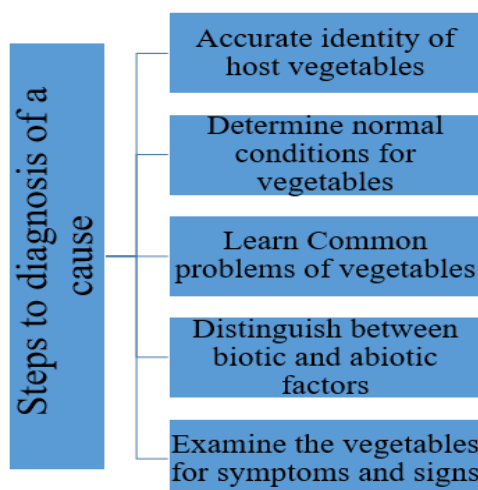 Steps to diagnosis of a
cause
Accurate identity of
host vegetables
Determine normal
conditions for
vegetables
Learn Common
problems of vegetables
Distinguish between
biotic and abiotic
factors
Examine the vegetables
for symptoms and signs